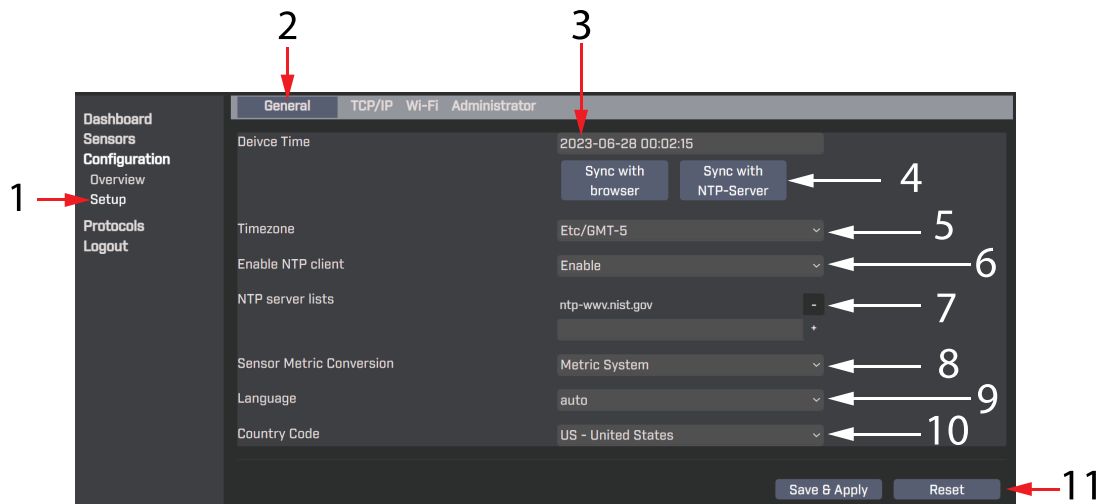 2 3
General TCP/IP Wi-Fi Administrator
Dashboard
Sensors
Configuration
Overview
1 Setup
Protocols
Logout
Deivce Time 2023-06-28 00:02:15
Sync with browser Sync with NTP-Server 4
Timezone Etc/GMT-5 5
Enable NTP client Enable 6
NTP server lists ntp-wwv.nist.gov - 7
+
Sensor Metric Conversion Metric System 8
Language auto 9
Country Code US - United States 10
Save & Apply Reset 11